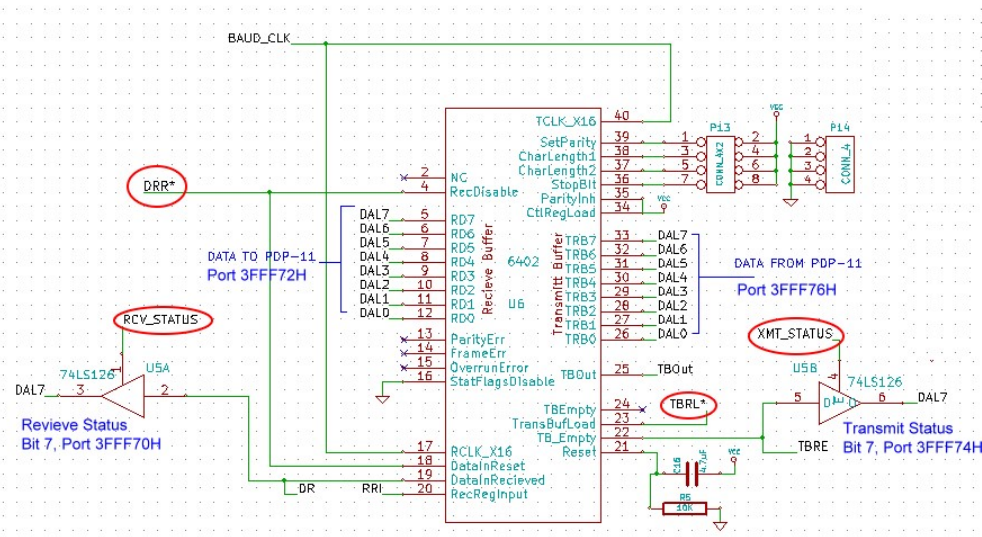 BAUD_CLK
TCLK_X16 40
VCC
P13
P14
SetParity 39 1 2 1
CharLength1 38 3 4 2
CharLength2 37 5 6 3
StopBit 36 7 8 4
CONN_4X2
CONN_4
ParityInh 35
CtlRegLoad 34
VCC
2 NC
DRR*
4 RecDisable
DAL7 5 RD7
DAL6 6 RD6
DAL5 7 RD5
DAL4 8 RD4
DAL3 9 RD3
DAL2 10 RD2
DAL1 11 RD1
DAL0 12 RD0
DATA TO PDP-11
Port 3FFF72H
Recieve Buffer
6402
U6
Transmitt Buffer
TRB7 33 DAL7
TRB6 32 DAL6
TRB5 31 DAL5
TRB4 30 DAL4
TRB3 29 DAL3
TRB2 28 DAL2
TRB1 27 DAL1
TRB0 26 DAL0
DATA FROM PDP-11
Port 3FFF76H
RCV_STATUS
13 ParityErr
14 FrameErr
15 OverrunError
16 StatFlagsDisable
XMT_STATUS
1
74LS126
U5A
DAL7 3 2
Revieve Status
Bit 7, Port 3FFF70H
TBOut 25 TBOut
U5B
4
74LS126
5 6 DAL7
Transmit Status
Bit 7, Port 3FFF74H
TBEmpty 24
TBRL*
TransBufLoad 23
TB_Empty 22
TBRE
Reset 21
17 RCLK_X16
18 DataInReset
19 DataInRecieved
DR
RRI 20 RecRegInput
C16
4.7uF
VCC
R5
10K